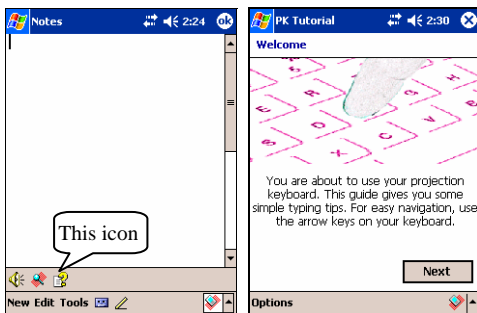 Notes 2:24 ok
This icon
New Edit Tools
PK Tutorial 2:30
Welcome
You are about to use your projection
keyboard. This guide gives you some
simple typing tips. For easy navigation, use
the arrow keys on your keyboard.
Next
Options